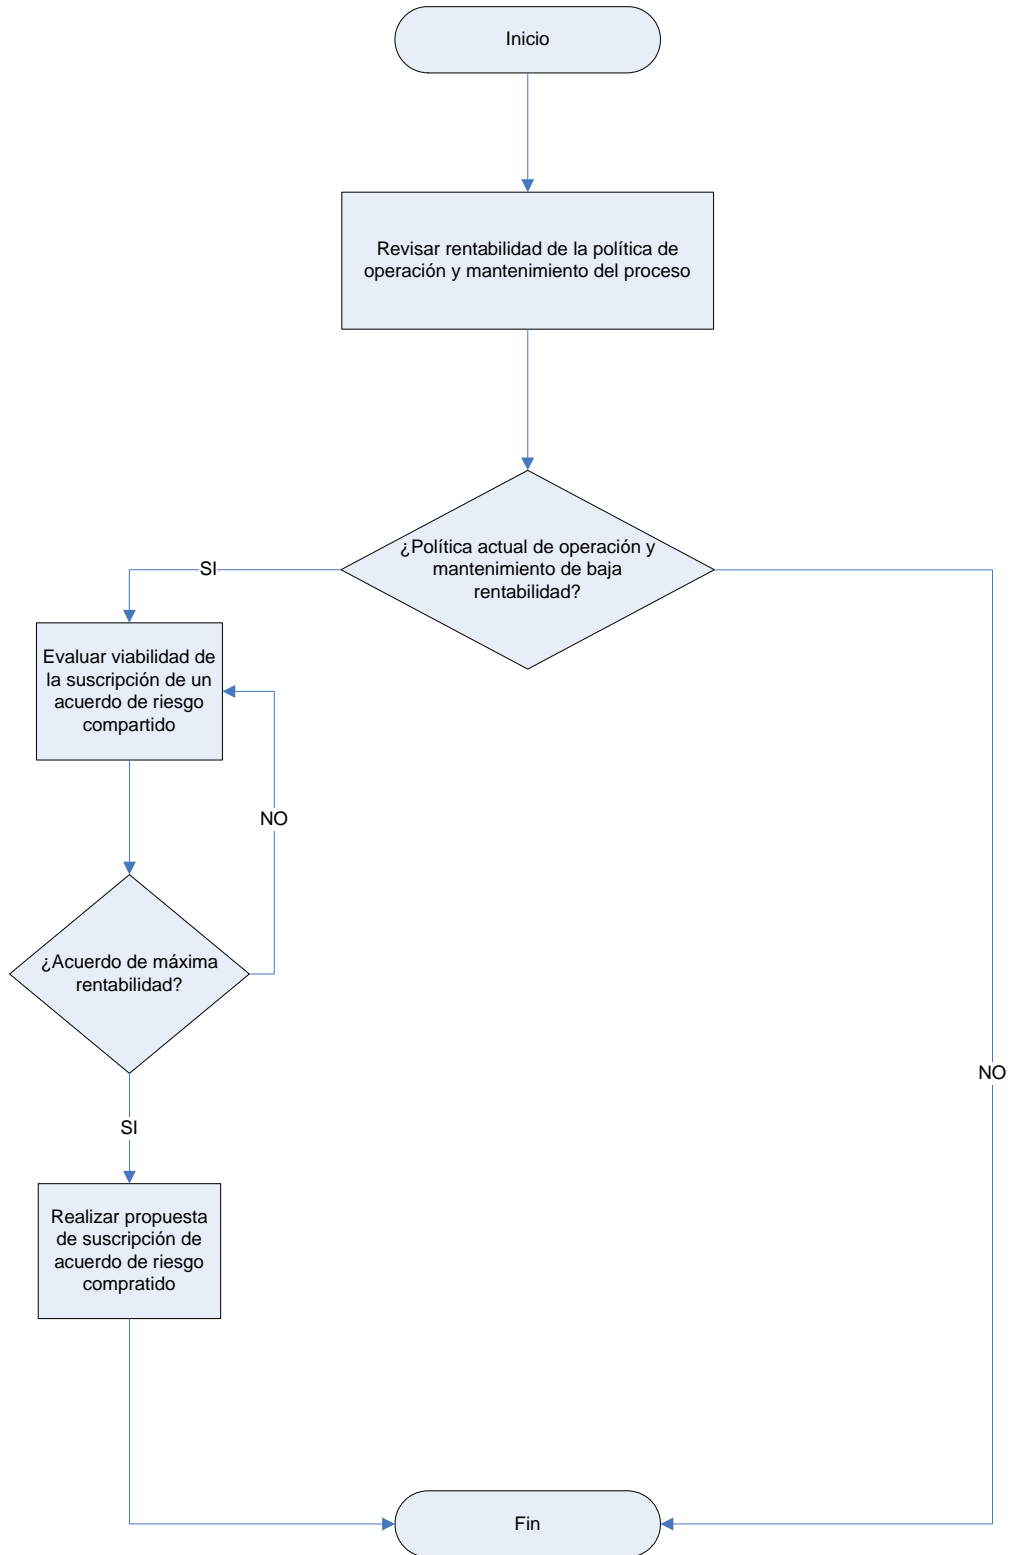 Inicio
Revisar rentabilidad de la política de
operación y mantenimiento del proceso
¿Política actual de operación y
mantenimiento de baja
rentabilidad?
SI
Evaluar viabilidad de
la suscripción de un
acuerdo de riesgo
compartido
NO
¿Acuerdo de máxima
rentabilidad?
NO
SI
Realizar propuesta
de suscripción de
acuerdo de riesgo
compratido
Fin